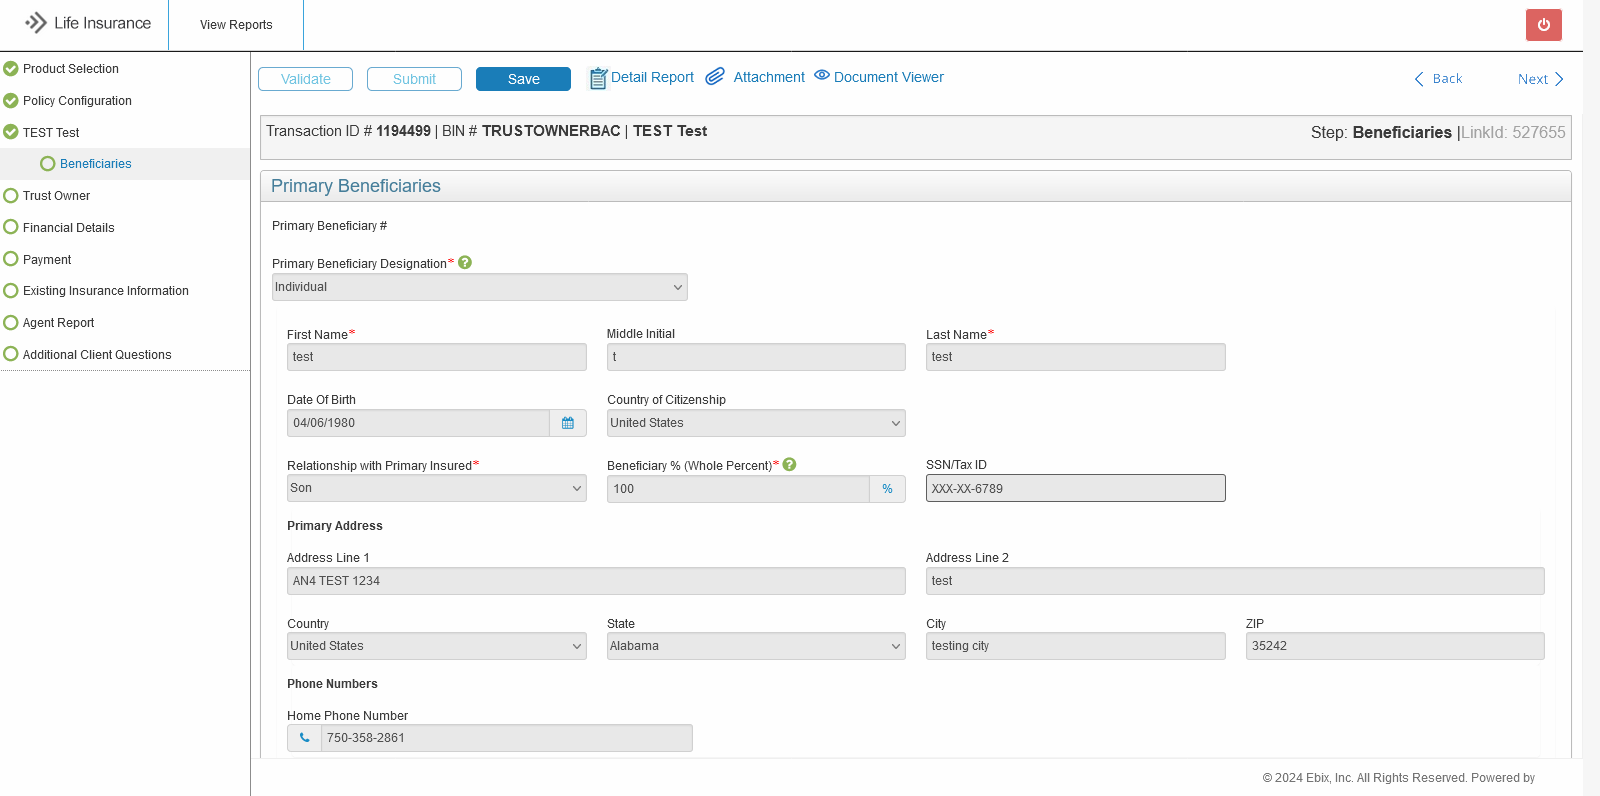 Life Insurance
View Reports
Product Selection
Policy Configuration
TEST Test
Beneficiaries
Trust Owner
Financial Details
Payment
Existing Insurance Information
Agent Report
Additional Client Questions
Validate Submit Save Detail Report Attachment Document Viewer Back Next
Transaction ID # 1194499 | BIN # TRUSTOWNERBAC | TEST Test
Step: Beneficiaries |LinkId: 527655
Primary Beneficiaries
Primary Beneficiary #
Primary Beneficiary Designation* ?
Individual
First Name* Middle Initial Last Name*
test t test
Date Of Birth Country of Citizenship
04/06/1980 United States
Relationship with Primary Insured* Beneficiary % (Whole Percent)* ? SSN/Tax ID
Son 100 % XXX-XX-6789
Primary Address
Address Line 1 Address Line 2
AN4 TEST 1234 test
Country State City ZIP
United States Alabama testing city 35242
Phone Numbers
Home Phone Number
750-358-2861
© 2024 Ebix, Inc. All Rights Reserved. Powered by